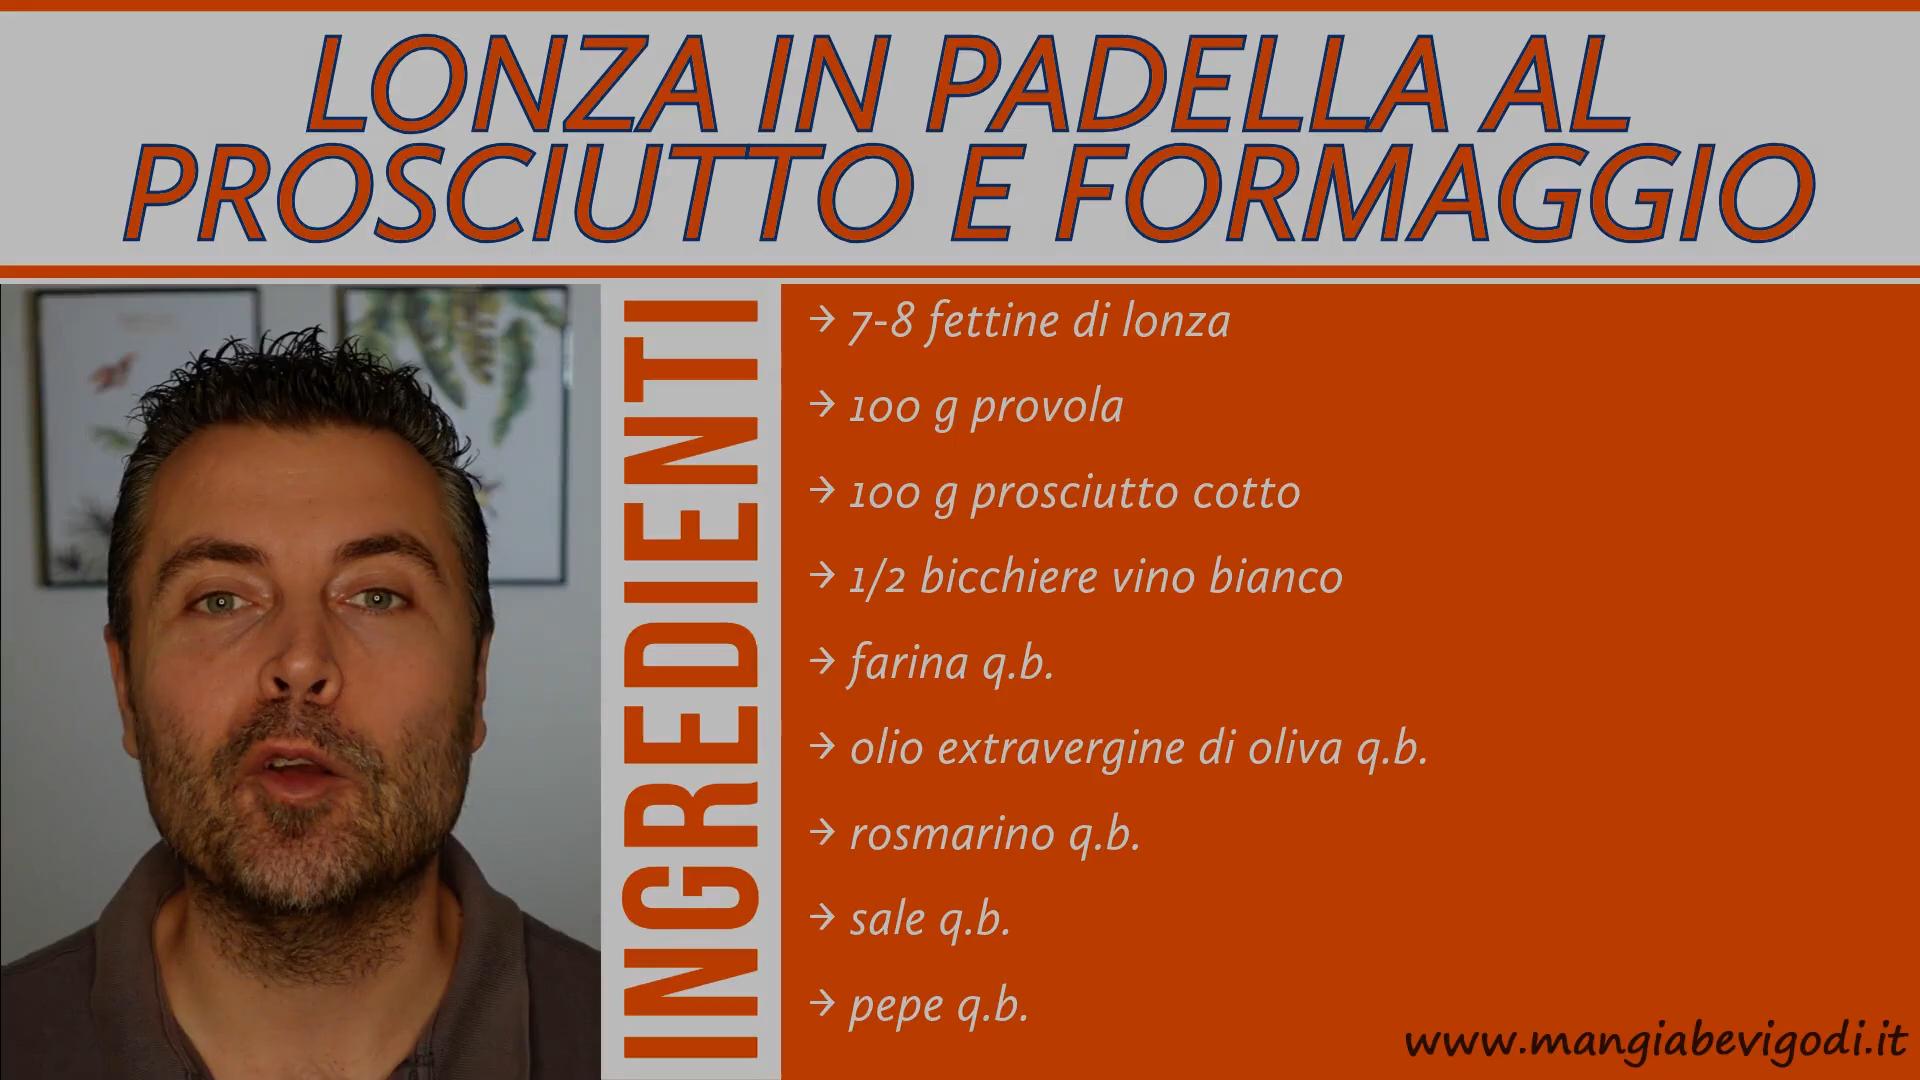 LONZA IN PADELLA AL
PROSCIUTTO E FORMAGGIO
INGREDIENTI
→ 7-8 fettine di lonza
→ 100 g provola
→ 100 g prosciutto cotto
→ 1/2 bicchiere vino bianco
→ farina q.b.
→ olio extravergine di oliva q.b.
→ rosmarino q.b.
→ sale q.b.
→ pepe q.b.
www.mangiabevigodi.it